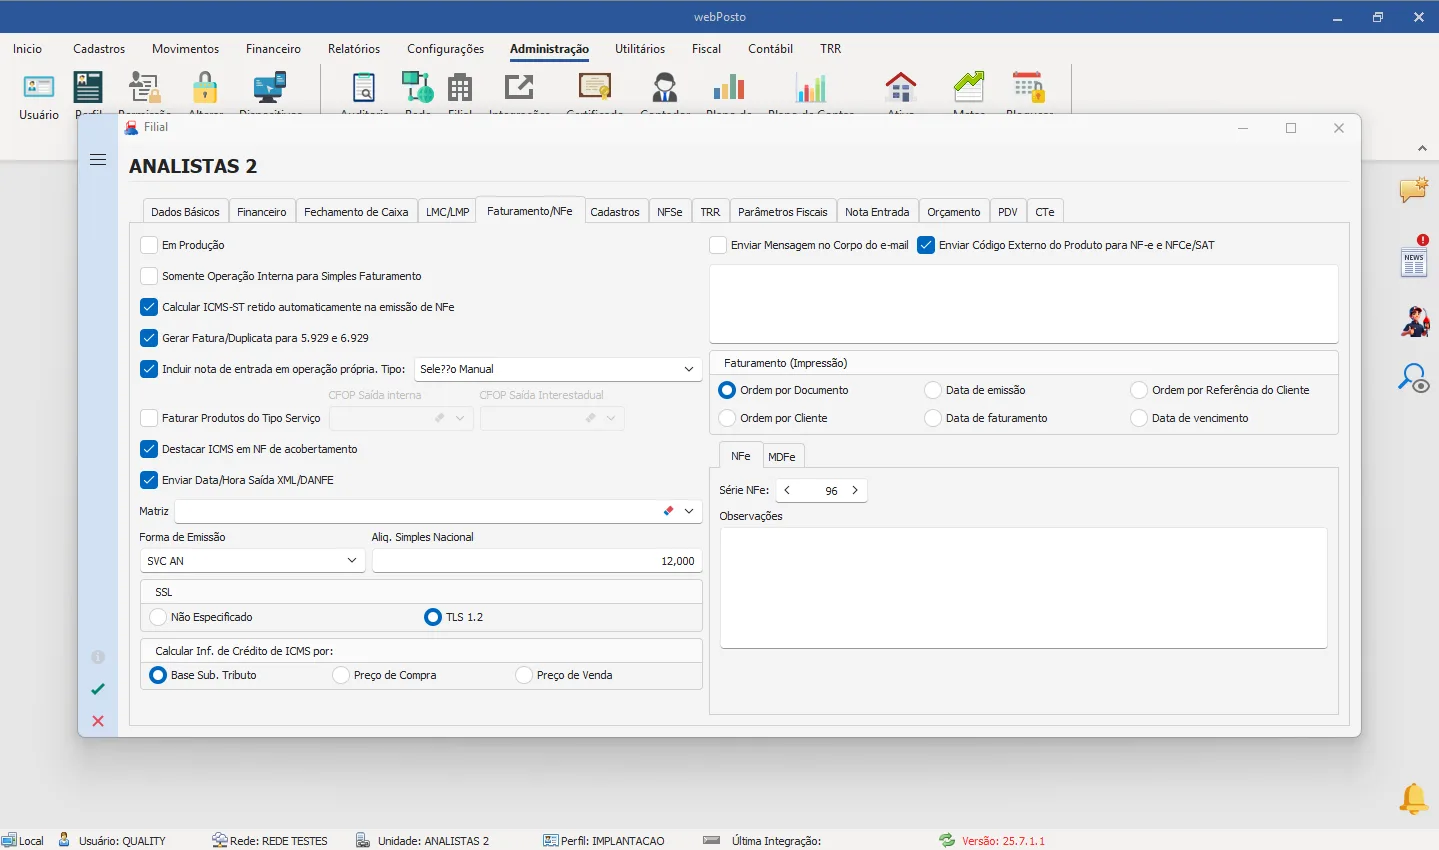 webPosto
Inicio Cadastros Movimentos Financeiro Relatórios Configurações Administração Utilitários Fiscal Contábil TRR
Usuário
Filial
ANALISTAS 2
Dados Básicos Financeiro Fechamento de Caixa LMC/LMP Faturamento/NFe Cadastros NFSe TRR Parâmetros Fiscais Nota Entrada Orçamento PDV CTe
Em Produção
Somente Operação Interna para Simples Faturamento
Calcular ICMS-ST retido automaticamente na emissão de NFe
Gerar Fatura/Duplicata para 5.929 e 6.929
Incluir nota de entrada em operação própria. Tipo: Sele??o Manual
CFOP Saída interna CFOP Saída Interestadual
Faturar Produtos do Tipo Serviço
Destacar ICMS em NF de acobertamento
Enviar Data/Hora Saída XML/DANFE
Matriz
Forma de Emissão Aliq. Simples Nacional
SVC AN 12,000
SSL
Não Especificado TLS 1.2
Calcular Inf. de Crédito de ICMS por:
Base Sub. Tributo Preço de Compra Preço de Venda
Enviar Mensagem no Corpo do e-mail Enviar Código Externo do Produto para NF-e e NFCe/SAT
Faturamento (Impressão)
Ordem por Documento Data de emissão Ordem por Referência do Cliente
Ordem por Cliente Data de faturamento Data de vencimento
NFe MDFe
Série NFe: 96
Observações
NEWS
Local Usuário: QUALITY Rede: REDE TESTES Unidade: ANALISTAS 2 Perfil: IMPLANTACAO Última Integração: Versão: 25.7.1.1